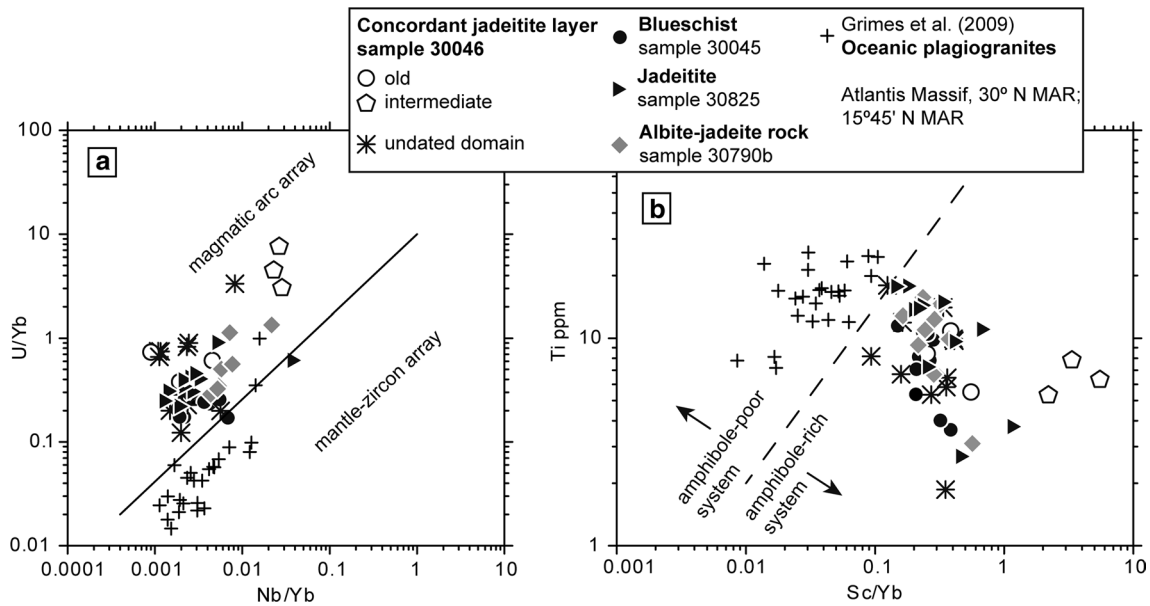 Concordant jadeitite layer
sample 30046
old
intermediate
undated domain
Blueschist
sample 30045
Jadeitite
sample 30825
Albite-jadeite rock
sample 30790b
Grimes et al. (2009)
Oceanic plagiogranites
Atlantis Massif, 30º N MAR;
15º45' N MAR
a
100
10
1
0.1
0.01
U/Yb
magmatic arc array
mantle-zircon array
0.0001
0.001
0.01
0.1
1
10
Nb/Yb
b
10
1
Ti ppm
amphibole-poor
system
amphibole-rich
system
0.001
0.01
0.1
1
10
Sc/Yb